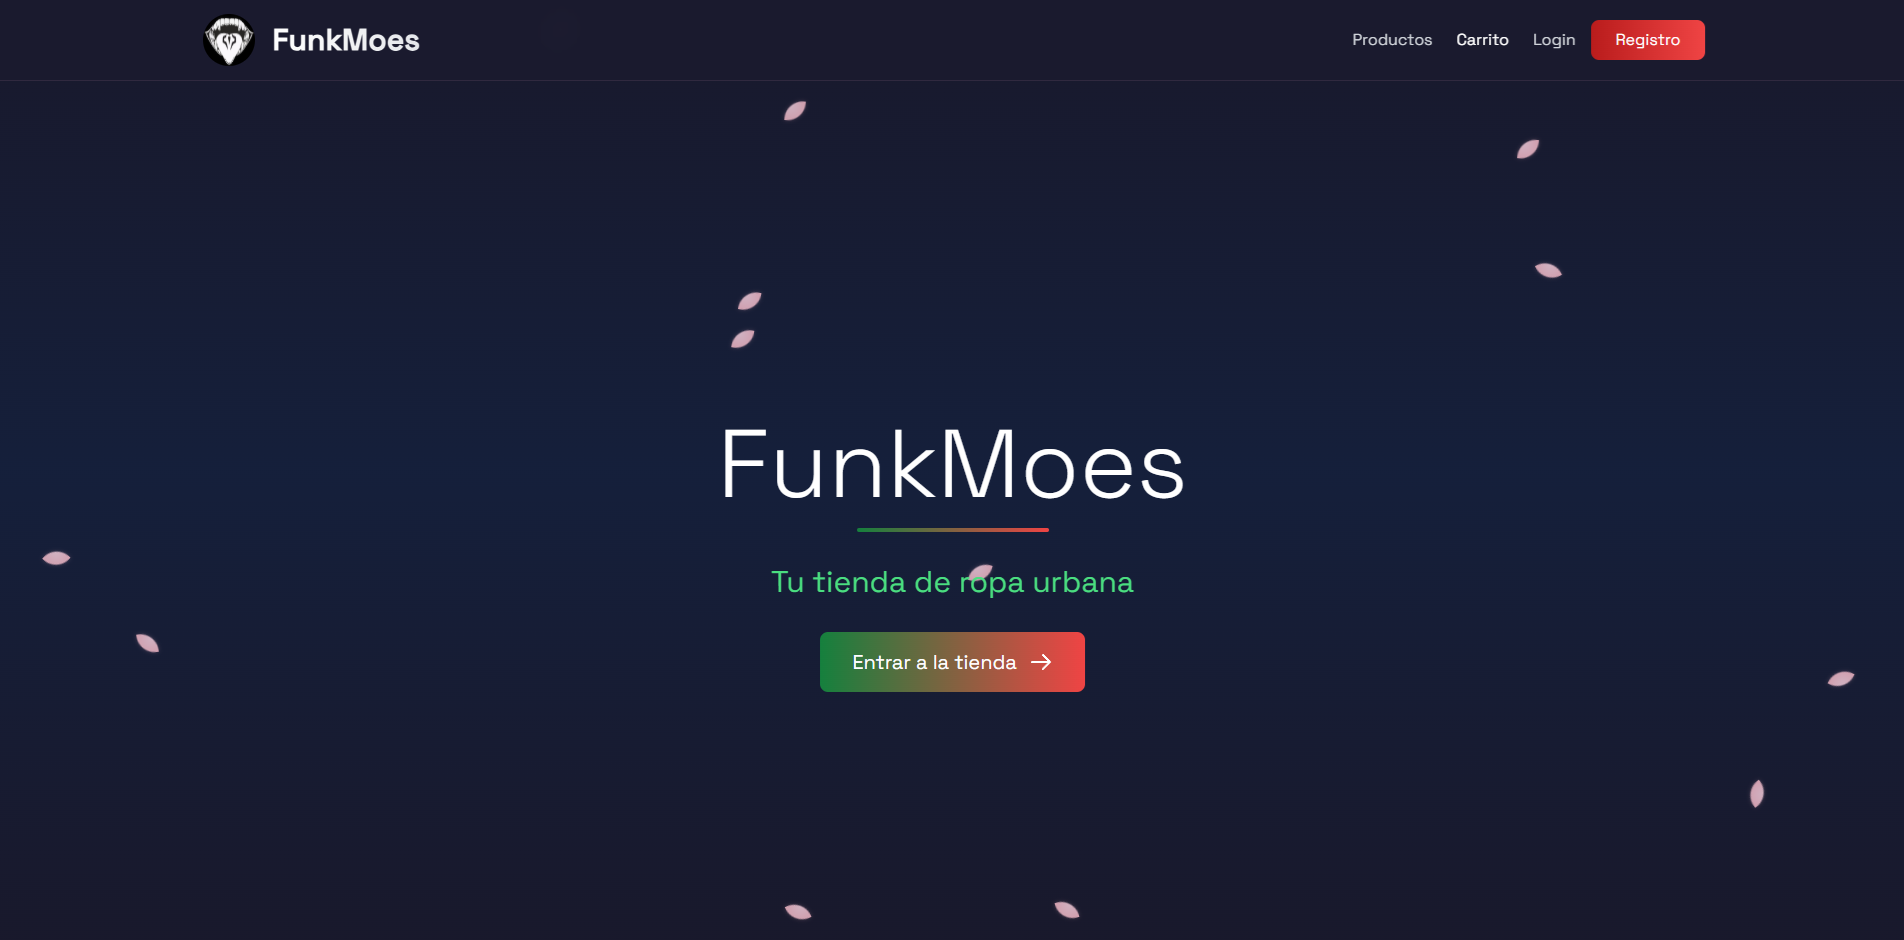 FunkMoes
Productos Carrito Login Registro
FunkMoes
Tu tienda de ropa urbana
Entrar a la tienda →